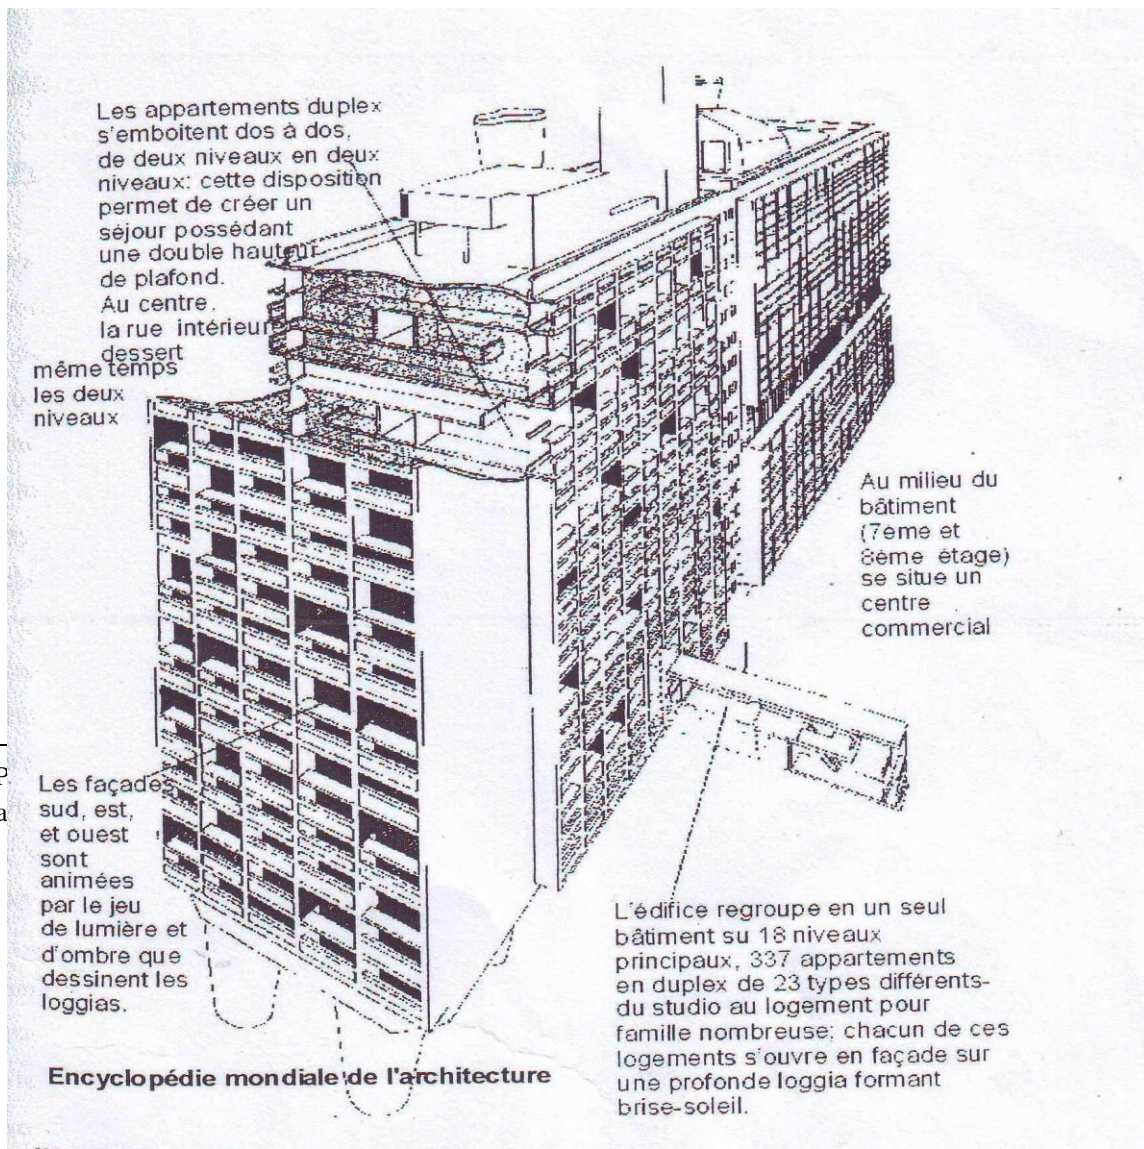 Les appartements duplex
s'emboitent dos à dos,
de deux niveaux en deux
niveaux: cette disposition
permet de créer un
séjour possédant
une double hauteur
de plafond.
Au centre,
la rue intérieur
dessert
même temps
les deux
niveaux
Au milieu du
bâtiment
(7ème et
8ème étage)
se situe un
centre
commercial
P
a
Les façades
sud, est,
et ouest
sont
animées
par le jeu
de lumière et
d'ombre que
dessinent les
loggias.
L'édifice regroupe en un seul
bâtiment su 18 niveaux
principaux, 337 appartements
en duplex de 23 types différents-
du studio au logement pour
famille nombreuse; chacun de ces
logements s'ouvre en façade sur
une profonde loggia formant
brise-soleil.
Encyclopédie mondiale de l'architecture